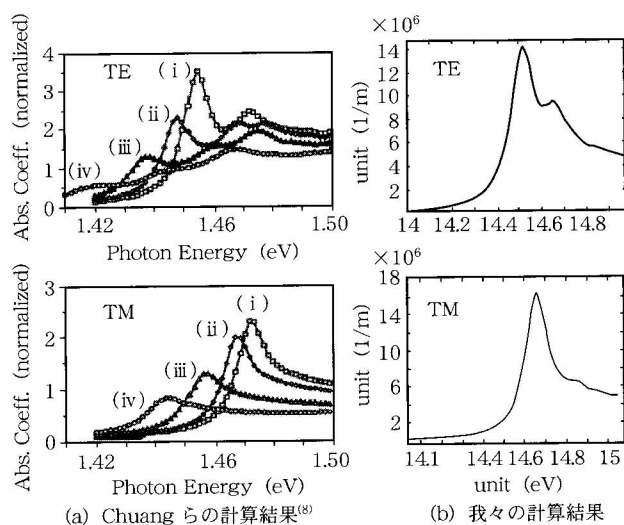 TE
Abs. Coeff. (normalized)
4
3
2
1
0
(i)
(ii)
(iii)
(iv)
1.42
1.46
1.50
Photon Energy (eV)
TM
Abs. Coeff. (normalized)
3
2
1
0
(i)
(ii)
(iii)
(iv)
1.42
1.46
1.50
Photon Energy (eV)
(a) Chuang らの計算結果⁽⁸⁾
×10⁶
TE
unit (1/m)
14
12
10
8
6
4
2
14
14.2
14.4
14.6
14.8
×10⁶
TM
unit (1/m)
18
14
10
6
2
14.1
14.4
14.6
14.8
15
unit (eV)
(b) 我々の計算結果